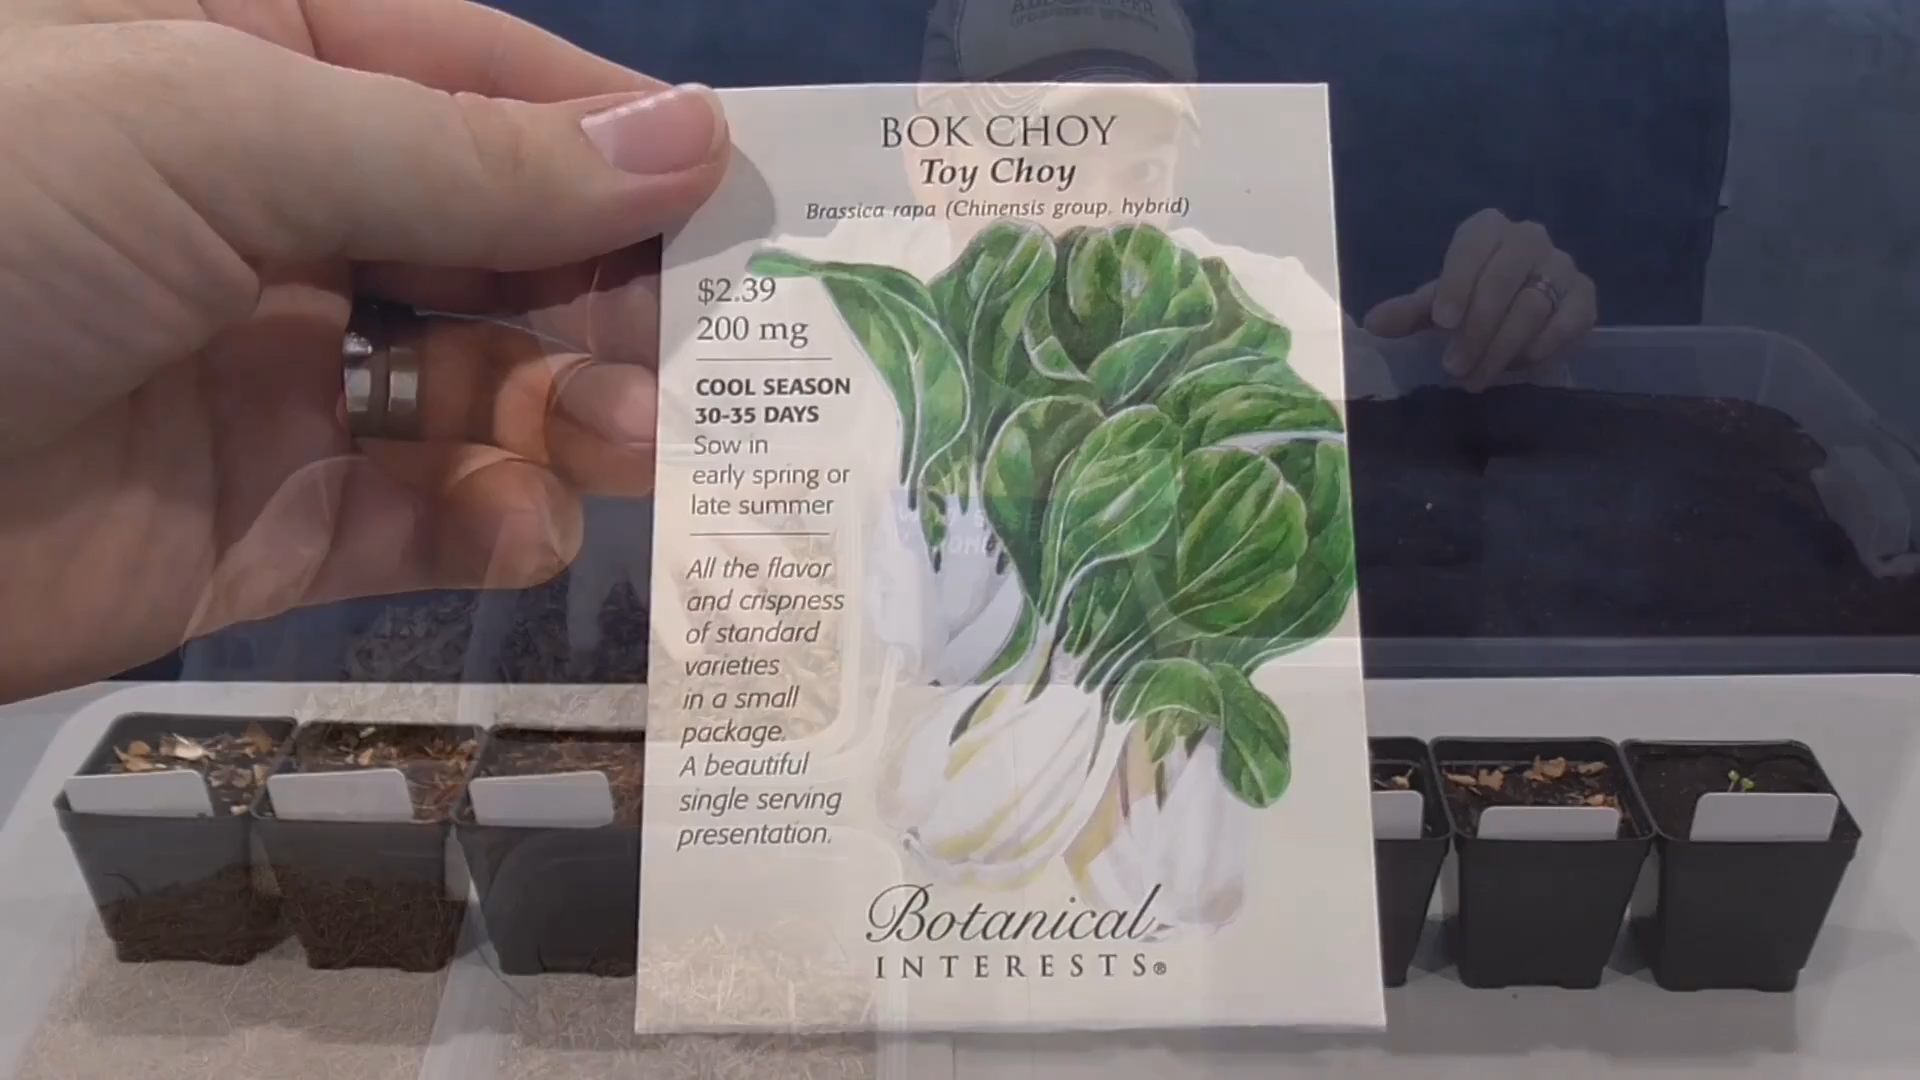 BOK CHOY
Toy Choy
Brassica rapa (Chinensis group, hybrid)
$2.39
200 mg
COOL SEASON
30-35 DAYS
Sow in
early spring or
late summer
All the flavor
and crispness
of standard
varieties
in a small
package.
A beautiful
single serving
presentation.
Botanical
INTERESTS®